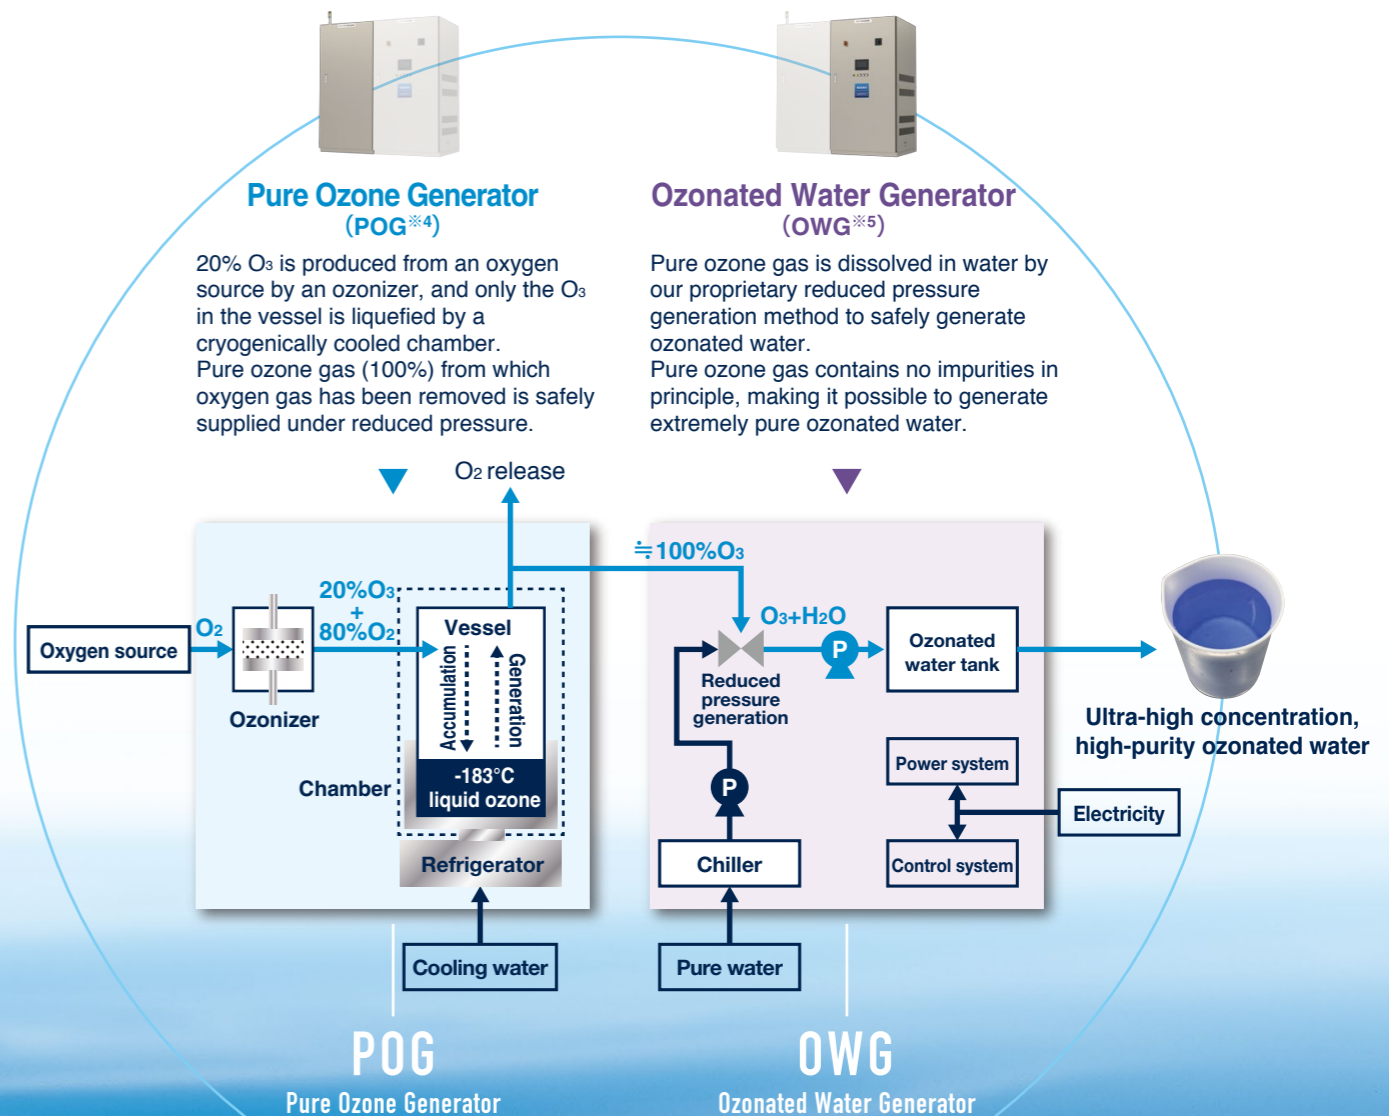 Pure Ozone Generator
(POG※4)
20% O3 is produced from an oxygen
source by an ozonizer, and only the O3
in the vessel is liquefied by a
cryogenically cooled chamber.
Pure ozone gas (100%) from which
oxygen gas has been removed is safely
supplied under reduced pressure.
Ozonated Water Generator
(OWG※5)
Pure ozone gas is dissolved in water by
our proprietary reduced pressure
generation method to safely generate
ozonated water.
Pure ozone gas contains no impurities in
principle, making it possible to generate
extremely pure ozonated water.
O2 release
≒100%O3
Oxygen source
O2
Ozonizer
20%O3
+
80%O2
Vessel
Accumulation
Generation
-183°C
liquid ozone
Chamber
Refrigerator
Cooling water
O3+H2O
P
Reduced
pressure
generation
P
Chiller
Pure water
Ozonated
water tank
Power system
Control system
Electricity
Ultra-high concentration,
high-purity ozonated water
POG
Pure Ozone Generator
OWG
Ozonated Water Generator